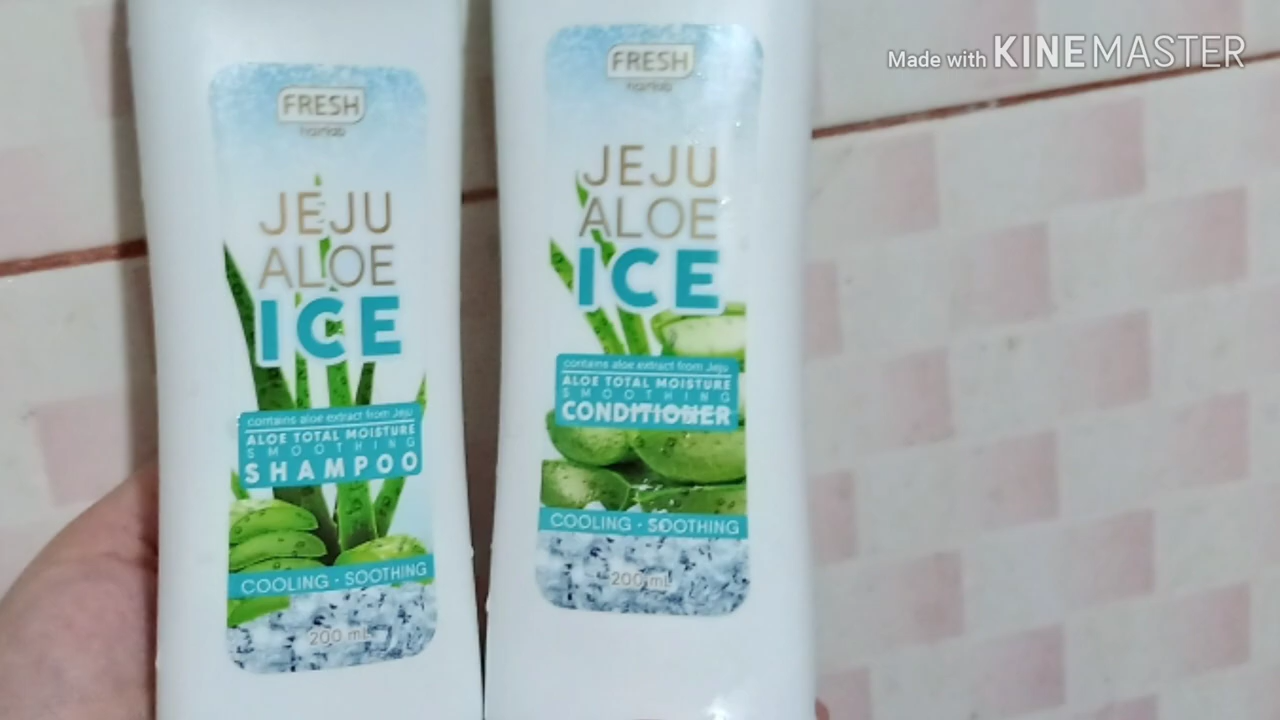 Made with KINEMASTER
FRESH
hairlab
JEJU
ALOE
ICE
contains aloe extract from Jeju
ALOE TOTAL MOISTURE
SMOOTHING
SHAMPOO
COOLING · SOOTHING
200 mL
FRESH
hairlab
JEJU
ALOE
ICE
contains aloe extract from Jeju
ALOE TOTAL MOISTURE
SMOOTHING
CONDITIONER
COOLING · SOOTHING
200 mL